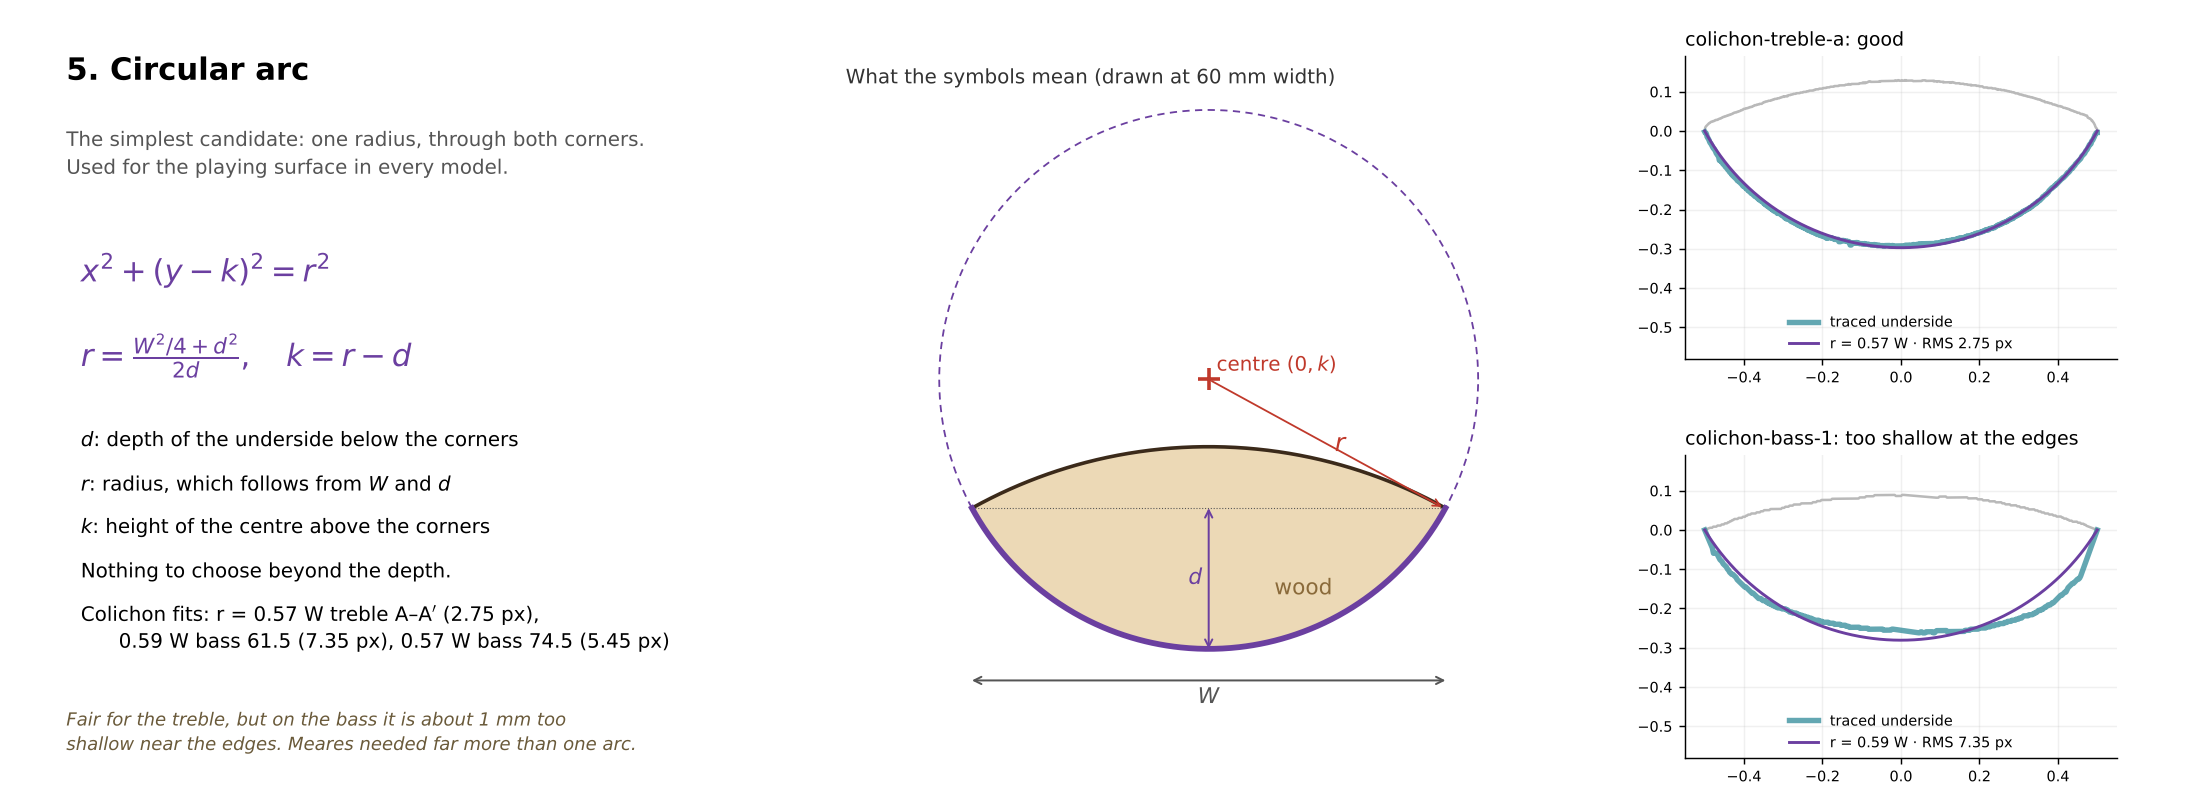 5. Circular arc
The simplest candidate: one radius, through both corners.
Used for the playing surface in every model.
x² + (y − k)² = r²
r = (W²/4 + d²)/2d,    k = r − d
d: depth of the underside below the corners
r: radius, which follows from W and d
k: height of the centre above the corners
Nothing to choose beyond the depth.
Colichon fits: r = 0.57 W treble A–A′ (2.75 px),
0.59 W bass 61.5 (7.35 px), 0.57 W bass 74.5 (5.45 px)
Fair for the treble, but on the bass it is about 1 mm too
shallow near the edges. Meares needed far more than one arc.
What the symbols mean (drawn at 60 mm width)
centre (0, k)
r
d
wood
W
colichon-treble-a: good
0.1
0.0
−0.1
−0.2
−0.3
−0.4
−0.5
traced underside
r = 0.57 W · RMS 2.75 px
−0.4 −0.2 0.0 0.2 0.4
colichon-bass-1: too shallow at the edges
0.1
0.0
−0.1
−0.2
−0.3
−0.4
−0.5
traced underside
r = 0.59 W · RMS 7.35 px
−0.4 −0.2 0.0 0.2 0.4